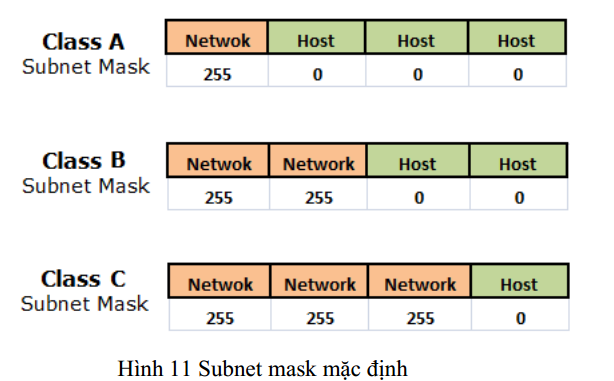 Class A
Netwok Host Host Host
Subnet Mask
255 0 0 0
Class B
Netwok Network Host Host
Subnet Mask
255 255 0 0
Class C
Netwok Network Network Host
Subnet Mask
255 255 255 0
Hình 11 Subnet mask mặc định